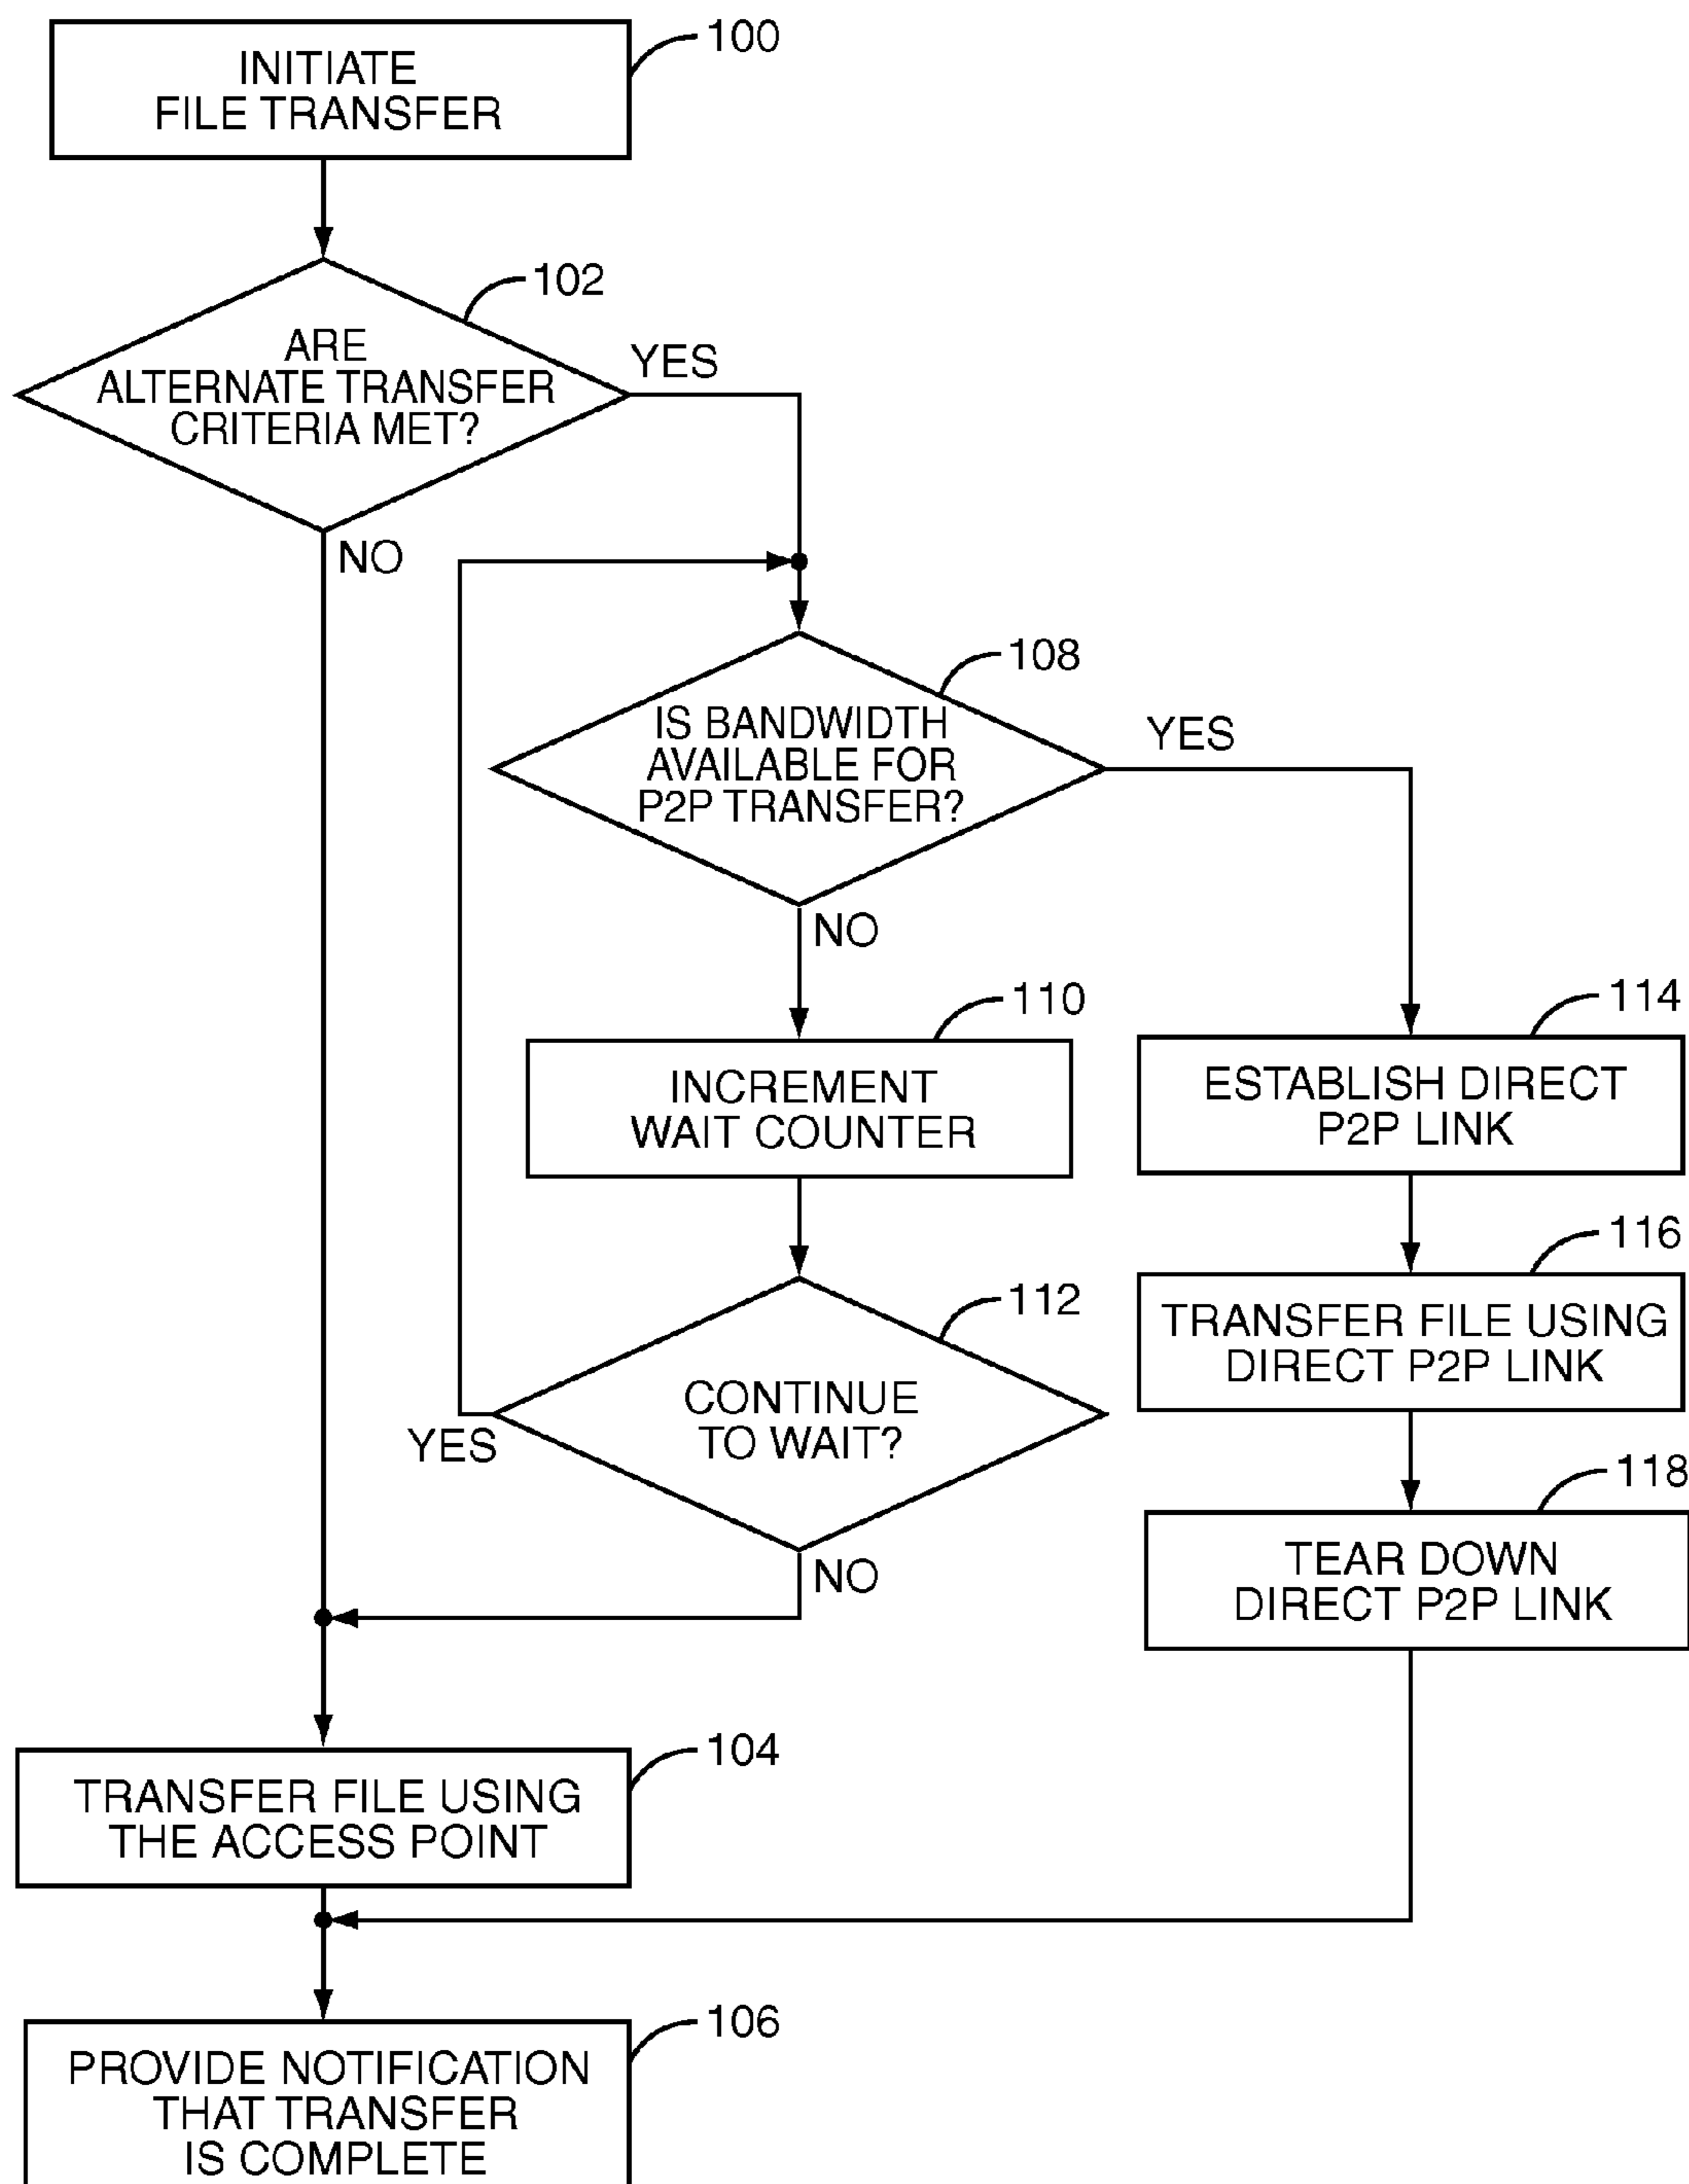 100
INITIATE
FILE TRANSFER
102
ARE
ALTERNATE TRANSFER
CRITERIA MET?
YES
NO
108
IS BANDWIDTH
AVAILABLE FOR
P2P TRANSFER?
YES
NO
110
INCREMENT
WAIT COUNTER
114
ESTABLISH DIRECT
P2P LINK
116
TRANSFER FILE USING
DIRECT P2P LINK
112
CONTINUE
TO WAIT?
YES
NO
118
TEAR DOWN
DIRECT P2P LINK
104
TRANSFER FILE USING
THE ACCESS POINT
106
PROVIDE NOTIFICATION
THAT TRANSFER
IS COMPLETE